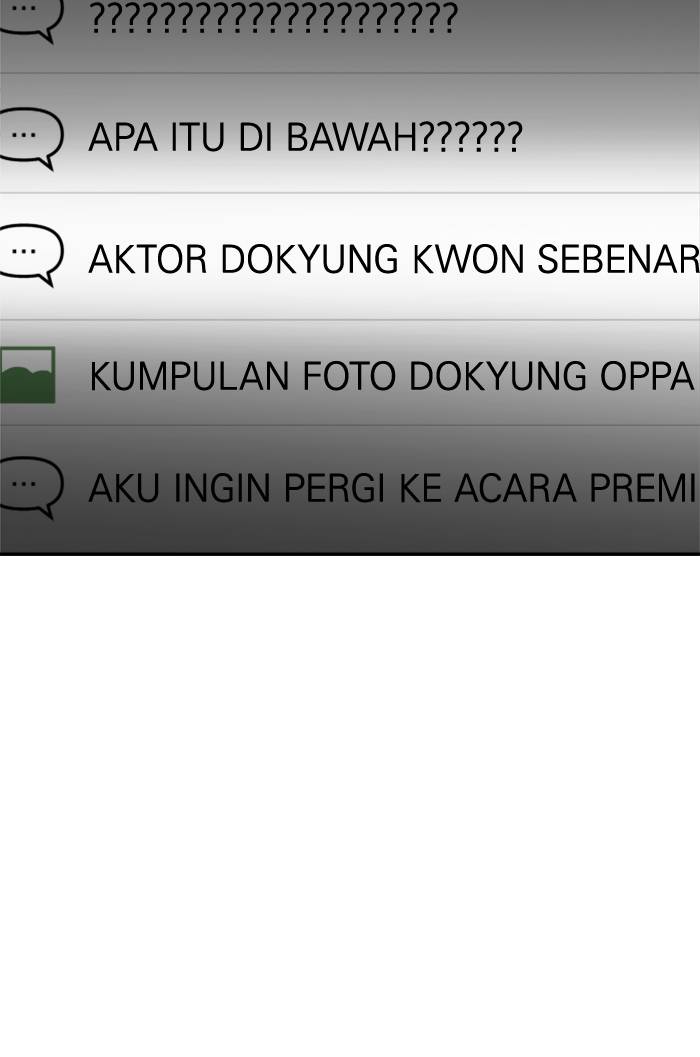 ?????????????????????????
APA ITU DI BAWAH??????
AKTOR DOKYUNG KWON SEBENAR
KUMPULAN FOTO DOKYUNG OPPA
AKU INGIN PERGI KE ACARA PREMI